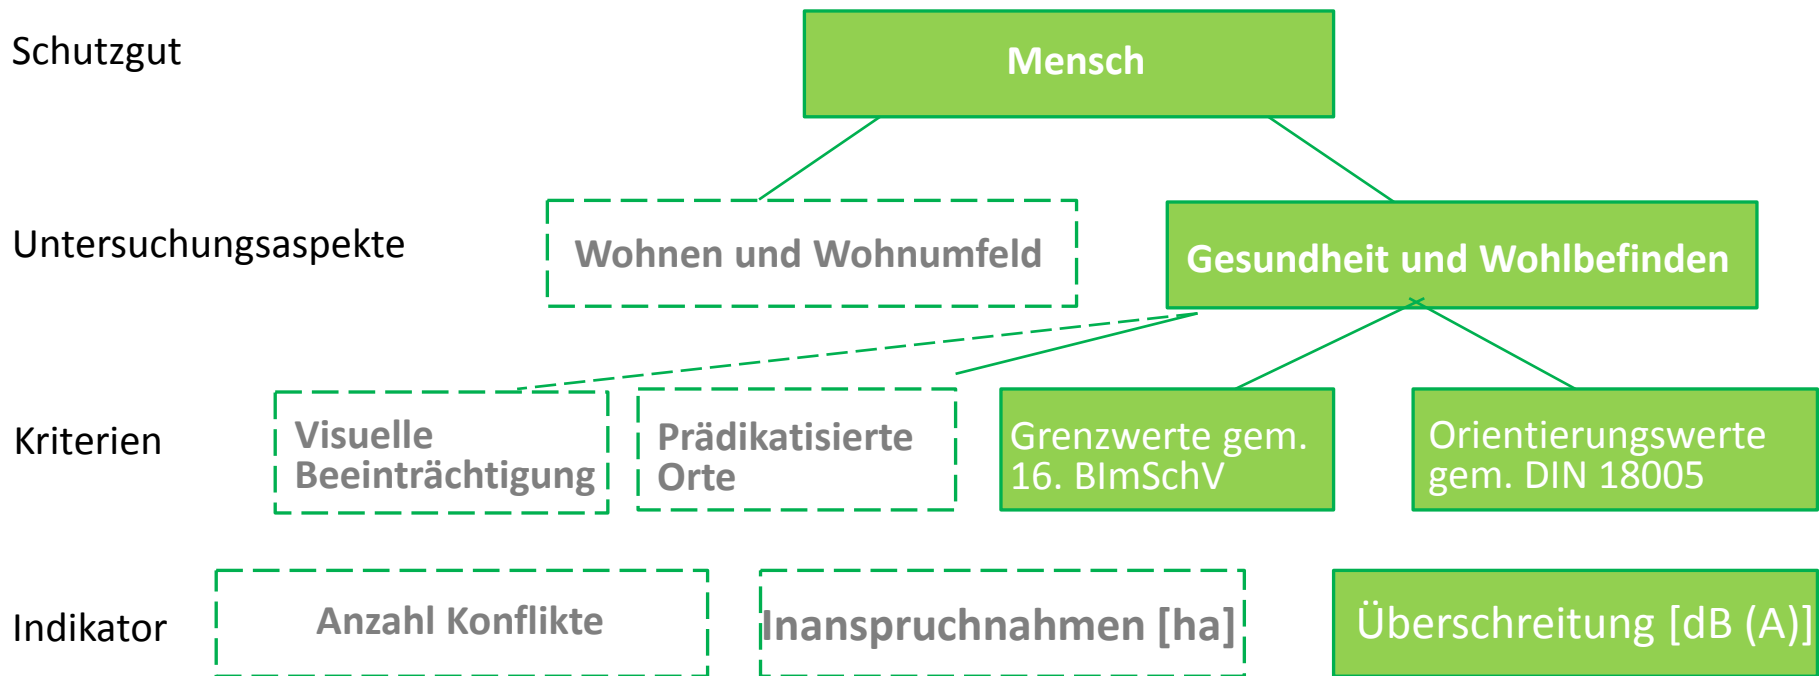 Schutzgut
Mensch
Untersuchungsaspekte
Wohnen und Wohnumfeld
Gesundheit und Wohlbefinden
Kriterien
Visuelle
Beeinträchtigung
Prädikatisierte
Orte
Grenzwerte gem.
16. BImSchV
Orientierungswerte
gem. DIN 18005
Indikator
Anzahl Konflikte
Inanspruchnahmen [ha]
Überschreitung [dB (A)]